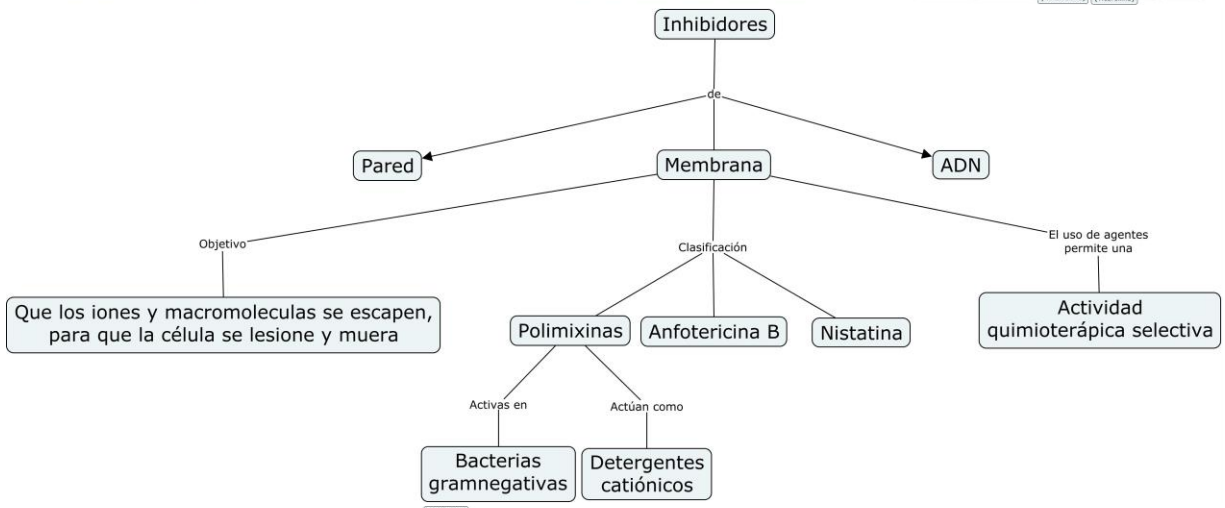 Inhibidores
de
Pared
Membrana
ADN
Objetivo
Clasificación
El uso de agentes
permite una
Que los iones y macromoleculas se escapen,
para que la célula se lesione y muera
Polimixinas
Anfotericina B
Nistatina
Actividad
quimioterápica selectiva
Activas en
Actúan como
Bacterias
gramnegativas
Detergentes
catiónicos